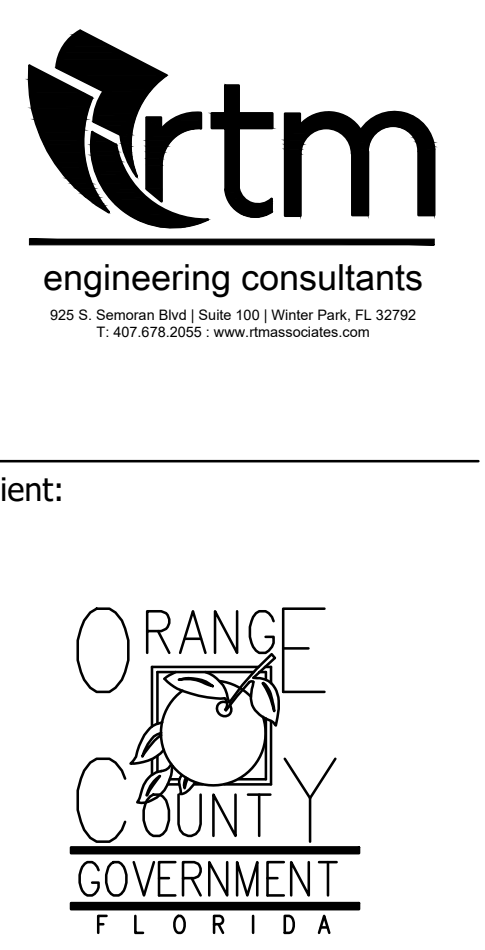 rtm
engineering consultants
925 S. Semoran Blvd | Suite 100 | Winter Park, FL 32792
T: 407.678.2055 : www.rtmassociates.com
ient:
ORANGE
COUNTY
GOVERNMENT
FLORIDA